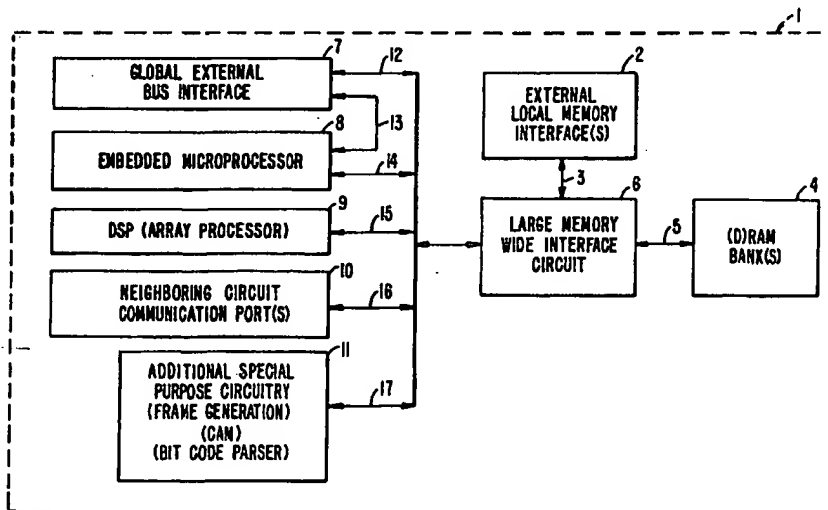 1
7
GLOBAL EXTERNAL
BUS INTERFACE
12
13
8
EMBEDDED MICROPROCESSOR
14
9
DSP (ARRAY PROCESSOR)
15
10
NEIGHBORING CIRCUIT
COMMUNICATION PORT(S)
16
11
ADDITIONAL SPECIAL
PURPOSE CIRCUITRY
(FRAME GENERATION)
(CAM)
(BIT CODE PARSER)
17
2
EXTERNAL
LOCAL MEMORY
INTERFACE(S)
3
6
LARGE MEMORY
WIDE INTERFACE
CIRCUIT
5
4
(D)RAM
BANK(S)